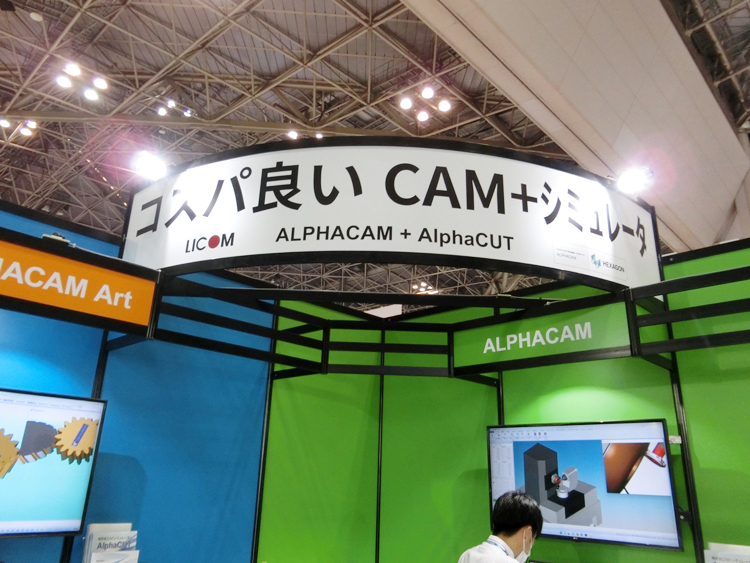 コスパ良い CAM+シミュレータ
LICOM ALPHACAM + AlphaCUT
HEXAGON
ACAM Art
ALPHACAM
AlphaCUT